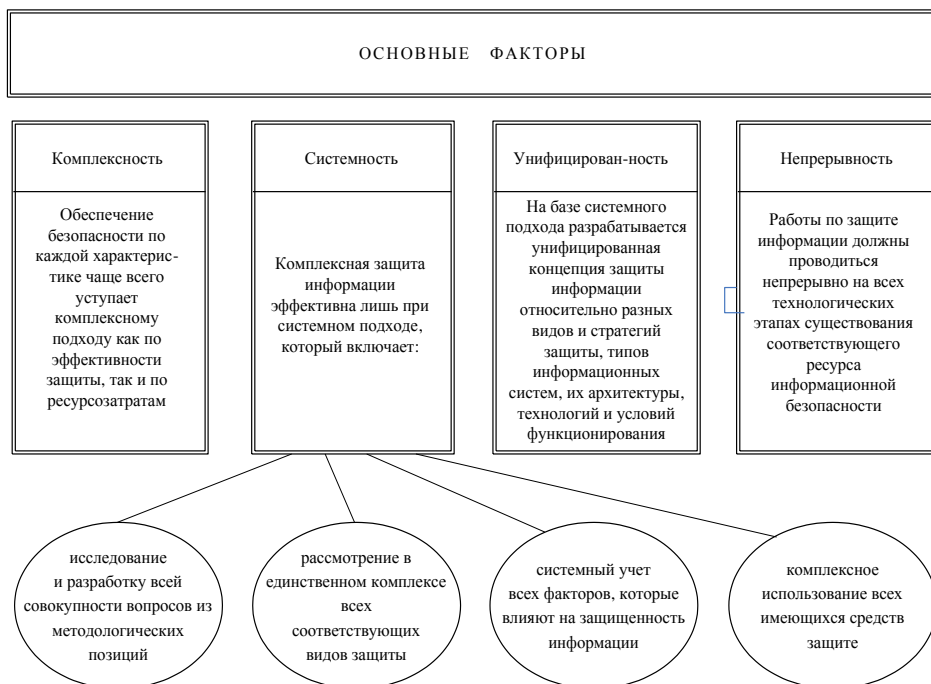 ОСНОВНЫЕ ФАКТОРЫ
Комплексность
Обеспечение
безопасности по
каждой характерис-
тике чаще всего
уступает
комплексному
подходу как по
эффективности
защиты, так и по
ресурсозатратам
Системность
Комплексная защита
информации
эффективна лишь при
системном подходе,
который включает:
Унифицирован-ность
На базе системного
подхода разрабатывается
унифицированная
концепция защиты
информации
относительно разных
видов и стратегий
защиты, типов
информационных
систем, их архитектуры,
технологий и условий
функционирования
Непрерывность
Работы по защите
информации должны
проводиться
непрерывно на всех
технологических
этапах существования
соответствующего
ресурса
информационной
безопасности
исследование
и разработку всей
совокупности вопросов из
методологических
позиций
рассмотрение в
единственном комплексе
всех
соответствующих
видов защиты
системный учет
всех факторов, которые
влияют на защищенность
информации
комплексное
использование всех
имеющихся средств
защите